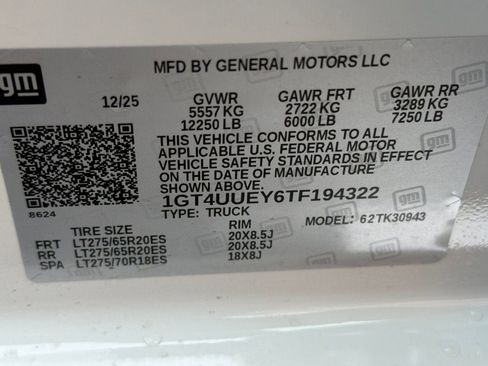 gm
MFD BY GENERAL MOTORS LLC
12/25 GVWR GAWR FRT GAWR RR
5557 KG 2722 KG 3289 KG
12250 LB 6000 LB 7250 LB
THIS VEHICLE CONFORMS TO ALL
APPLICABLE U.S. FEDERAL MOTOR
VEHICLE SAFETY STANDARDS IN EFFECT
ON THE DATE OF MANUFACTURE
SHOWN ABOVE.
8624 1GT4UUEY6TF194322
TYPE: TRUCK MODEL: 62TK30943
TIRE SIZE RIM
FRT LT275/65R20ES 20X8.5J
RR LT275/65R20ES 20X8.5J
SPA LT275/70R18ES 18X8J